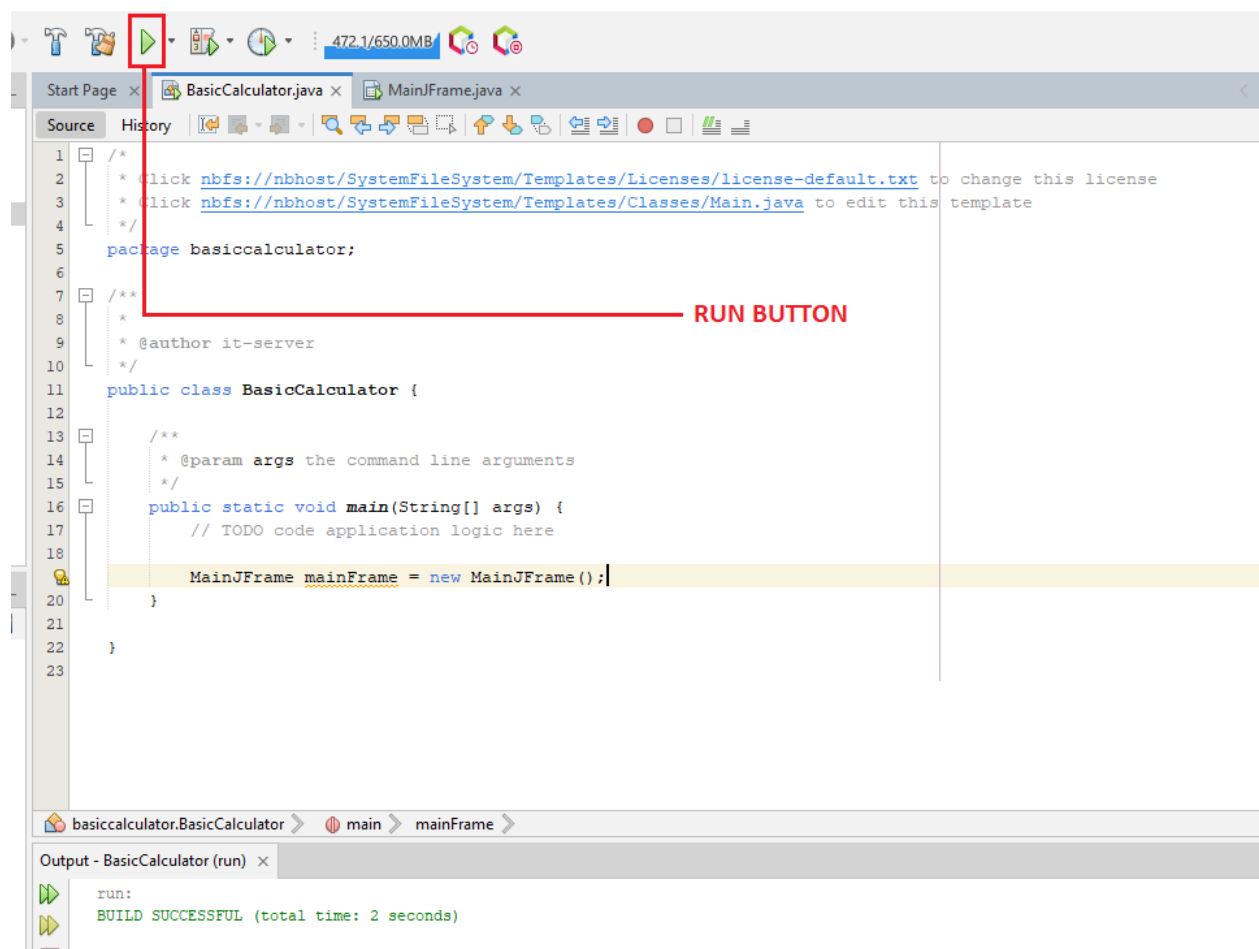 472.1/650.0MB
Start Page
BasicCalculator.java
MainJFrame.java
Source History
1 /*
2 * Click nbfs://nbhost/SystemFileSystem/Templates/Licenses/license-default.txt to change this license
3 * Click nbfs://nbhost/SystemFileSystem/Templates/Classes/Main.java to edit this template
4 */
5 package basiccalculator;
6
7 /**
8 *
RUN BUTTON
9 * @author it-server
10 */
11 public class BasicCalculator {
12
13 /**
14 * @param args the command line arguments
15 */
16 public static void main(String[] args) {
17 // TODO code application logic here
18
MainJFrame mainFrame = new MainJFrame();
20 }
21
22 }
23
basiccalculator.BasicCalculator main mainFrame
Output - BasicCalculator (run)
run:
BUILD SUCCESSFUL (total time: 2 seconds)